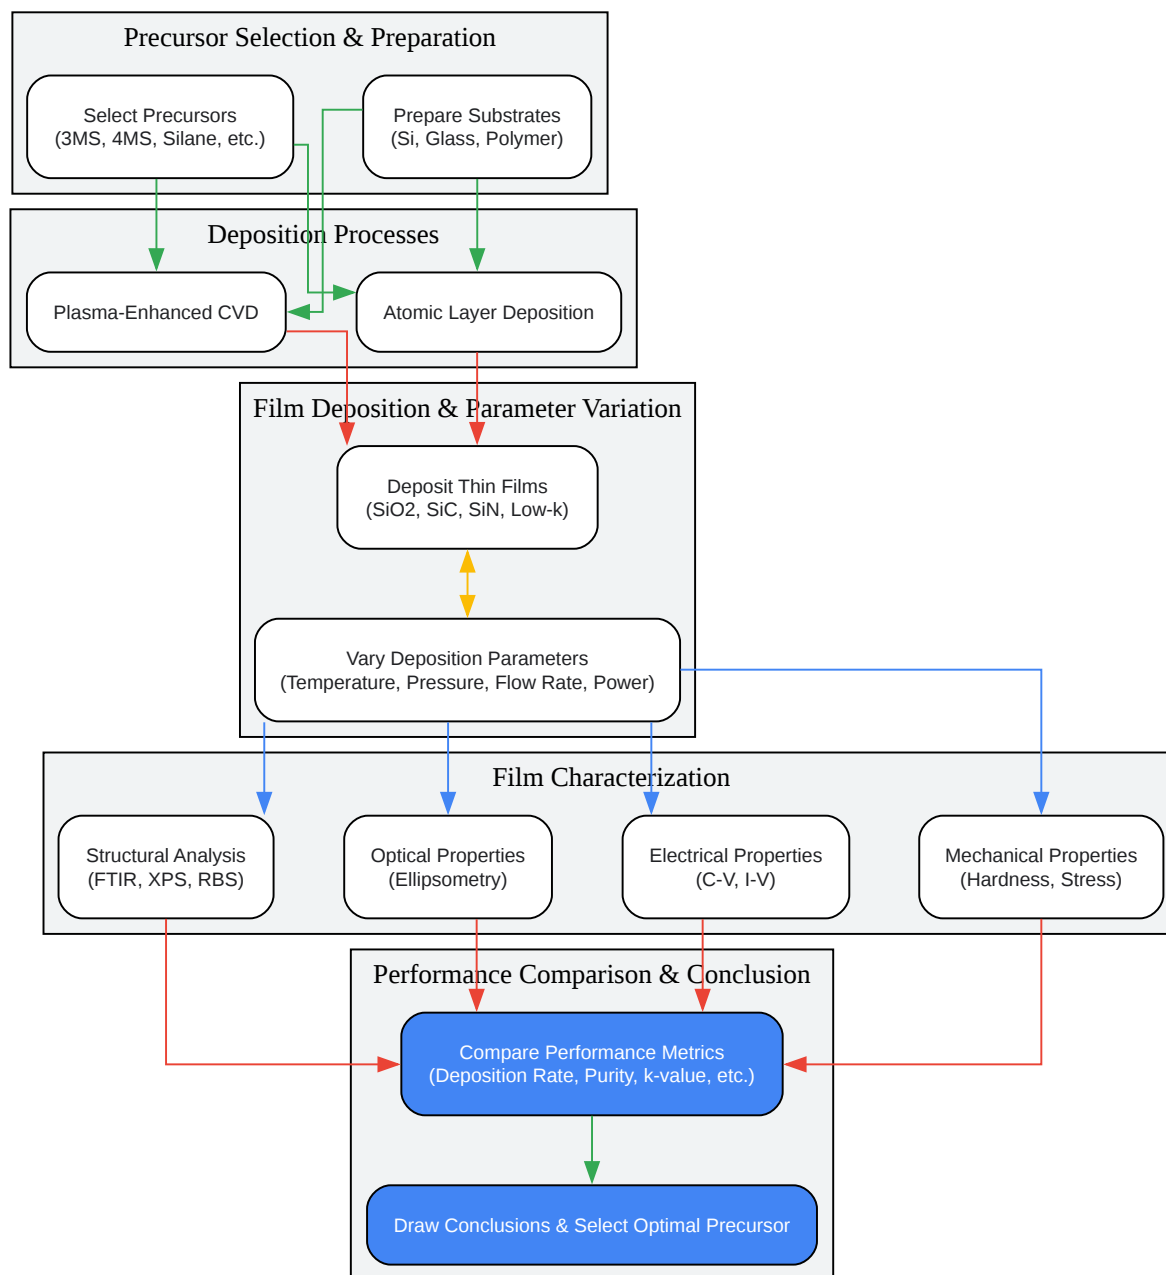 Precursor Selection & Preparation
Select Precursors
(3MS, 4MS, Silane, etc.)
Prepare Substrates
(Si, Glass, Polymer)
Deposition Processes
Plasma-Enhanced CVD
Atomic Layer Deposition
Film Deposition & Parameter Variation
Deposit Thin Films
(SiO2, SiC, SiN, Low-k)
Vary Deposition Parameters
(Temperature, Pressure, Flow Rate, Power)
Film Characterization
Structural Analysis
(FTIR, XPS, RBS)
Optical Properties
(Ellipsometry)
Electrical Properties
(C-V, I-V)
Mechanical Properties
(Hardness, Stress)
Performance Comparison & Conclusion
Compare Performance Metrics
(Deposition Rate, Purity, k-value, etc.)
Draw Conclusions & Select Optimal Precursor